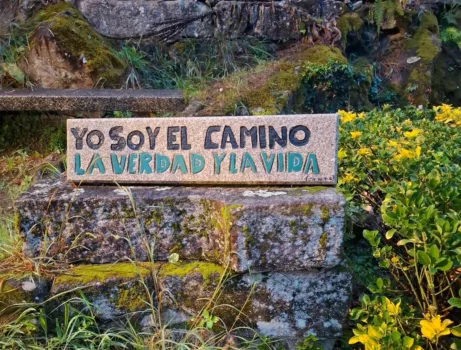 YO SOY EL CAMINO
LA VERDAD Y LA VIDA